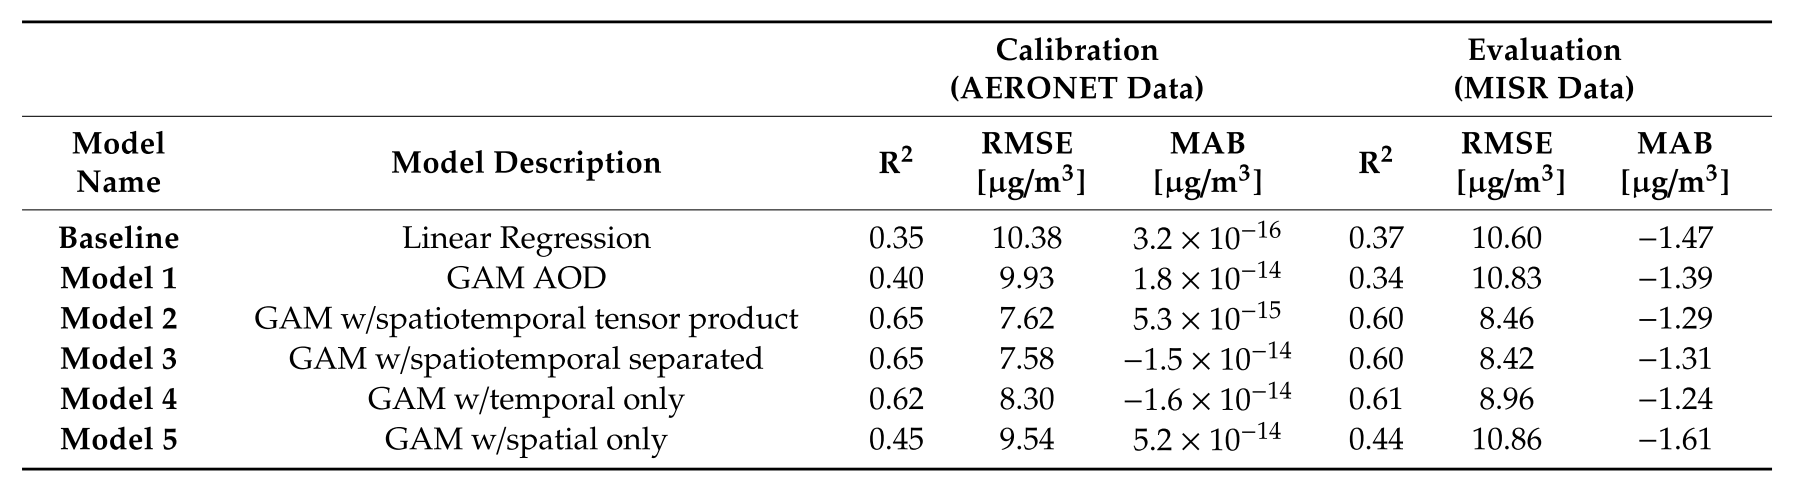 Calibration Evaluation
(AERONET Data) (MISR Data)
Model Name Model Description R² RMSE [µg/m³] MAB [µg/m³] R² RMSE [µg/m³] MAB [µg/m³]
Baseline Linear Regression 0.35 10.38 3.2 × 10⁻¹⁶ 0.37 10.60 −1.47
Model 1 GAM AOD 0.40 9.93 1.8 × 10⁻¹⁴ 0.34 10.83 −1.39
Model 2 GAM w/spatiotemporal tensor product 0.65 7.62 5.3 × 10⁻¹⁵ 0.60 8.46 −1.29
Model 3 GAM w/spatiotemporal separated 0.65 7.58 −1.5 × 10⁻¹⁴ 0.60 8.42 −1.31
Model 4 GAM w/temporal only 0.62 8.30 −1.6 × 10⁻¹⁴ 0.61 8.96 −1.24
Model 5 GAM w/spatial only 0.45 9.54 5.2 × 10⁻¹⁴ 0.44 10.86 −1.61